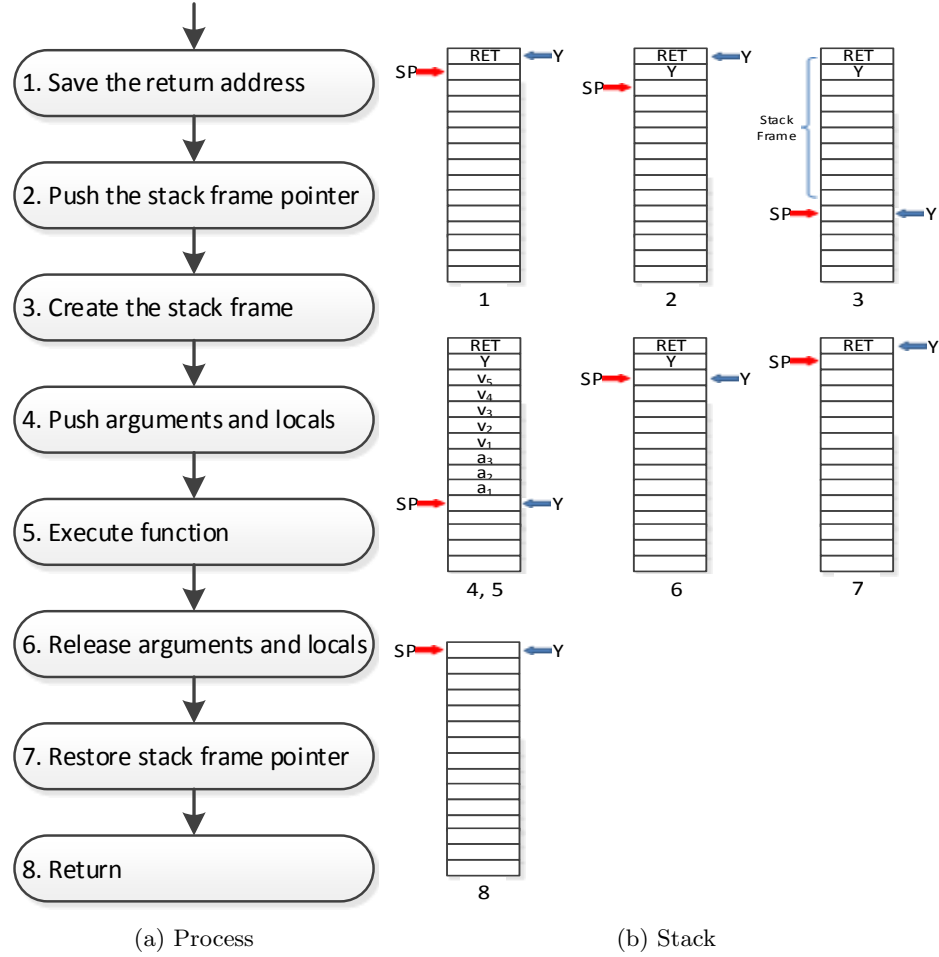 1. Save the return address
2. Push the stack frame pointer
3. Create the stack frame
4. Push arguments and locals
5. Execute function
6. Release arguments and locals
7. Restore stack frame pointer
8. Return
(a) Process
RET
Y
SP
1
RET
Y
Y
SP
2
RET
Y
Stack
Frame
SP
Y
3
RET
Y
v5
v4
v3
v2
v1
a3
a2
a1
SP
Y
4, 5
RET
Y
SP
Y
6
RET
Y
SP
7
SP
Y
8
(b) Stack